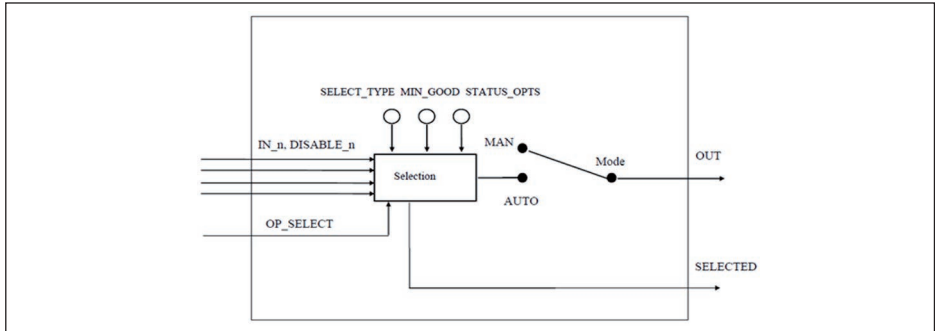 SELECT_TYPE MIN_GOOD STATUS_OPTS
IN_n, DISABLE_n
MAN
Mode
OUT
Selection
AUTO
OP_SELECT
SELECTED